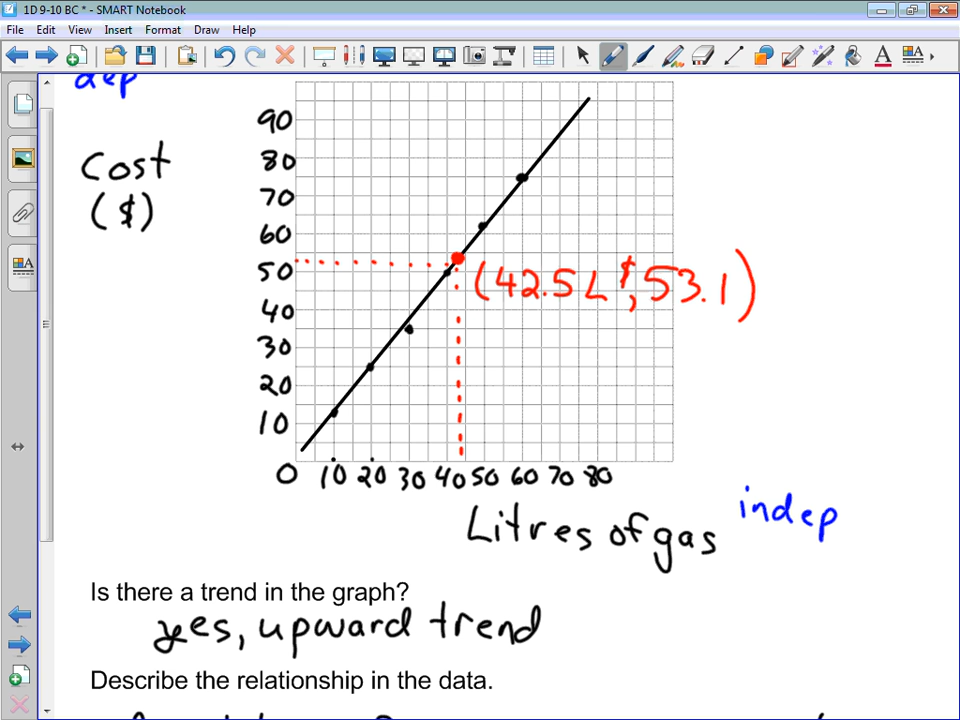 1D 9-10 BC * - SMART Notebook
File Edit View Insert Format Draw Help
dep
Cost
($)
90
80
70
60
50
40
30
20
10
(42.5 L, $53.1)
0 10 20 30 40 50 60 70 80
Litres of gas
indep
Is there a trend in the graph?
yes, upward trend
Describe the relationship in the data.